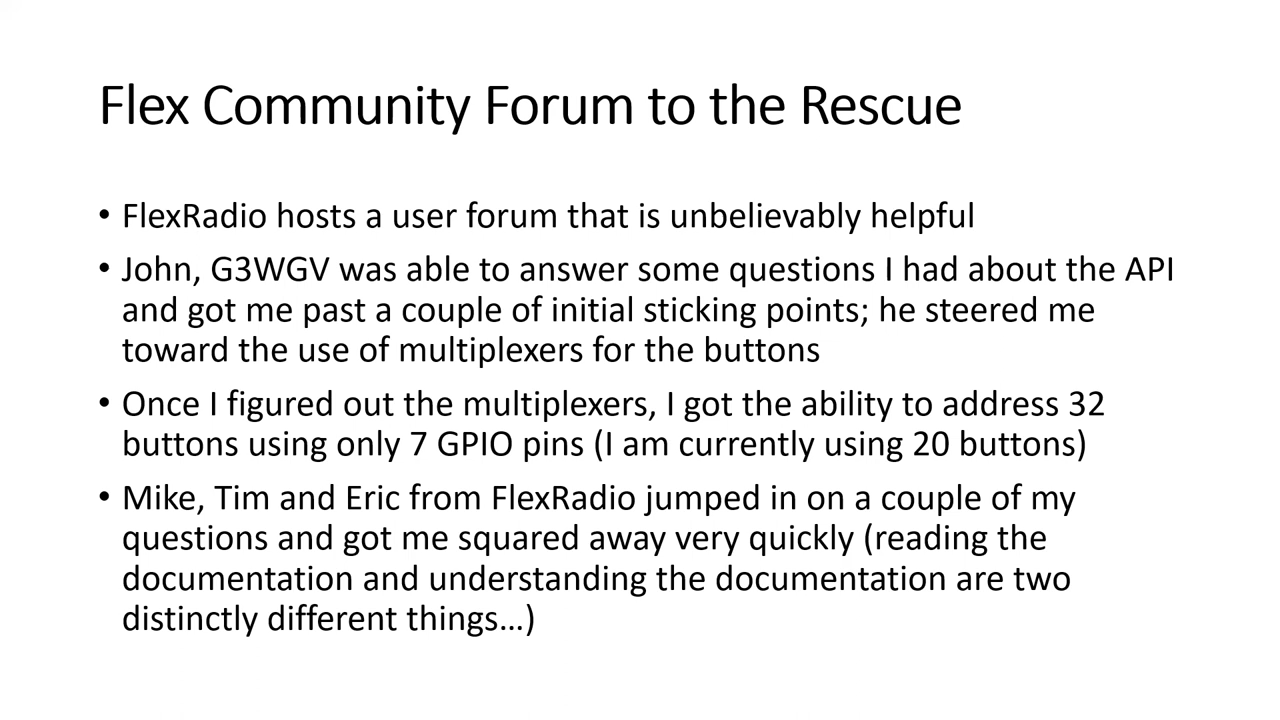 Flex Community Forum to the Rescue
• FlexRadio hosts a user forum that is unbelievably helpful
• John, G3WGV was able to answer some questions I had about the API
and got me past a couple of initial sticking points; he steered me
toward the use of multiplexers for the buttons
• Once I figured out the multiplexers, I got the ability to address 32
buttons using only 7 GPIO pins (I am currently using 20 buttons)
• Mike, Tim and Eric from FlexRadio jumped in on a couple of my
questions and got me squared away very quickly (reading the
documentation and understanding the documentation are two
distinctly different things…)